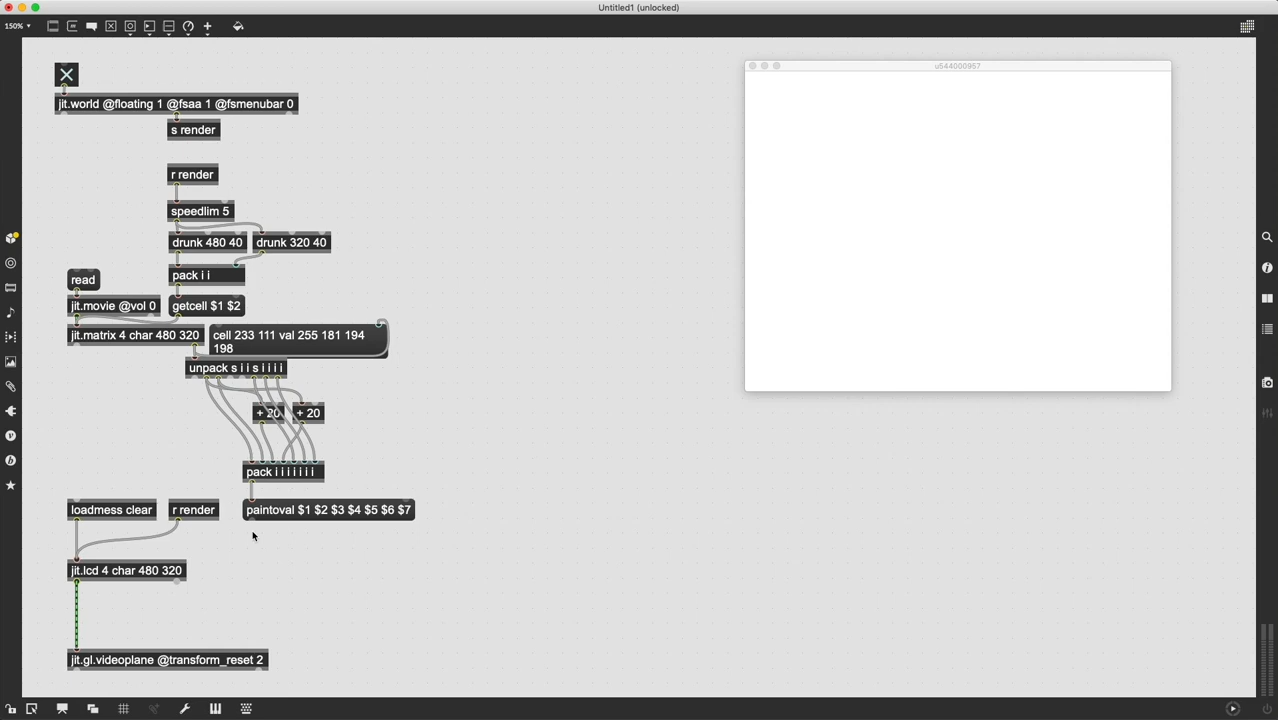 Untitled1 (unlocked)
150%
u544000957
jit.world @floating 1 @fsaa 1 @fsmenubar 0
s render
r render
speedlim 5
drunk 480 40
drunk 320 40
pack i i
read
jit.movie @vol 0
getcell $1 $2
jit.matrix 4 char 480 320
cell 233 111 val 255 181 194
198
unpack s i i s i i i i
+ 20
+ 20
pack i i i i i i i
loadmess clear
r render
paintoval $1 $2 $3 $4 $5 $6 $7
jit.lcd 4 char 480 320
jit.gl.videoplane @transform_reset 2